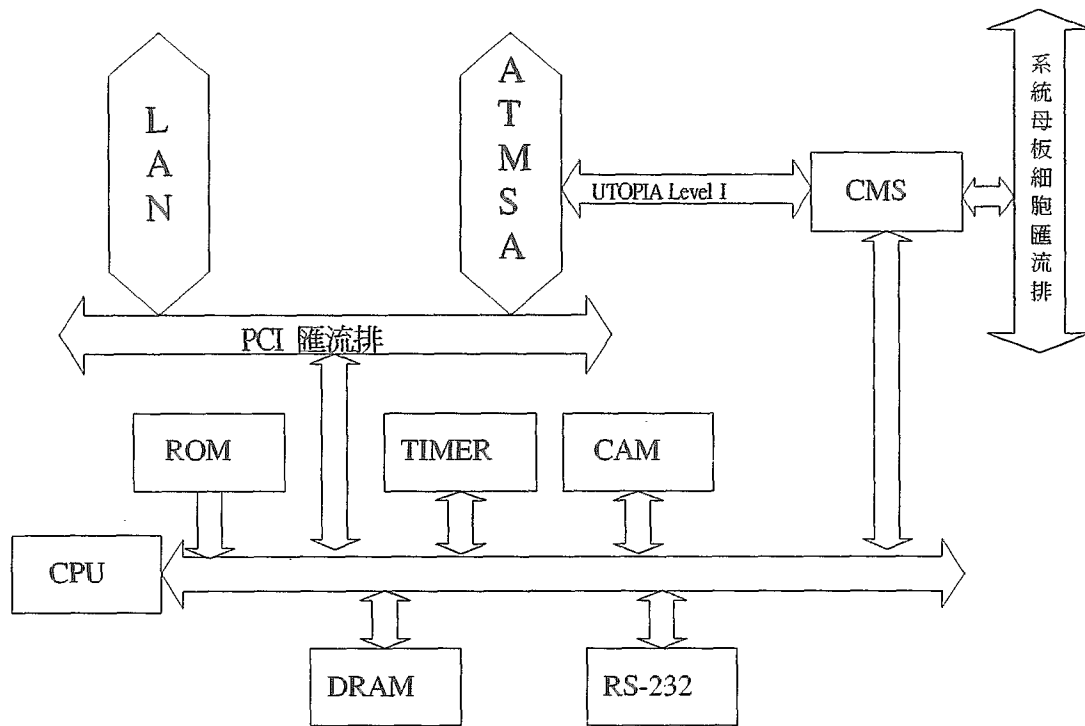 LAN
ATMSA
系統母板細胞匯流排
UTOPIA Level I
CMS
PCI 匯流排
ROM
TIMER
CAM
CPU
DRAM
RS-232